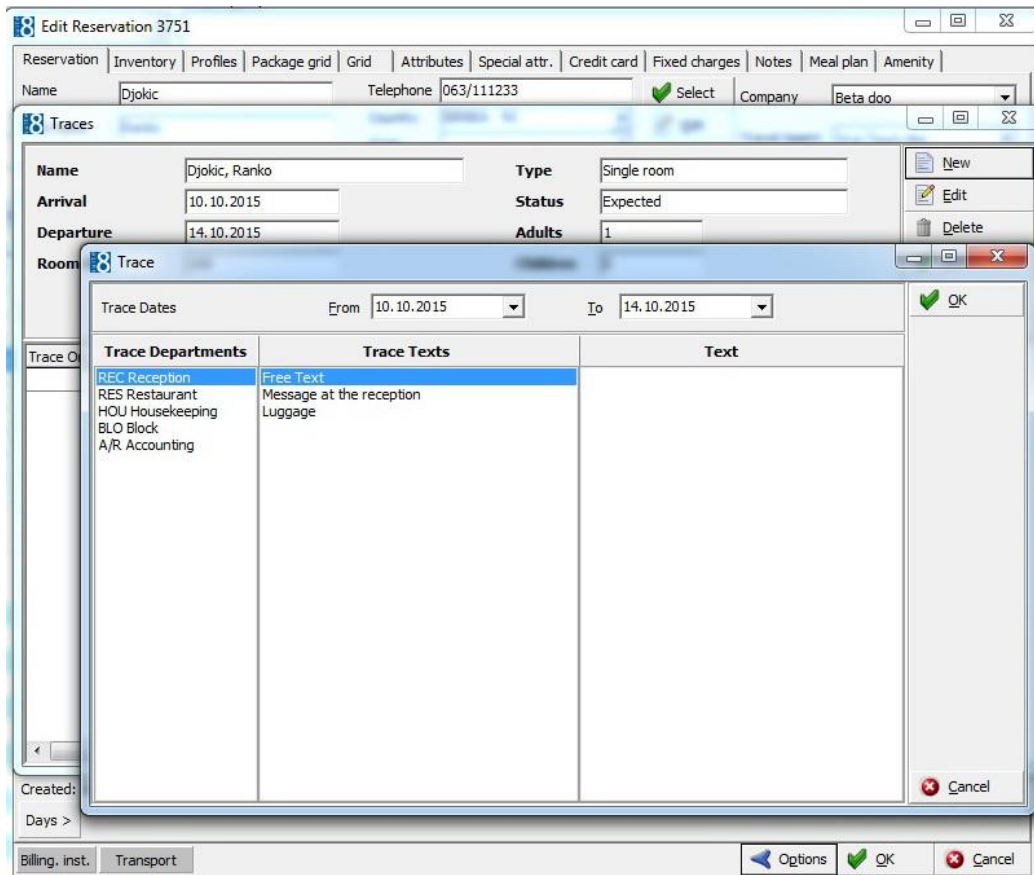 Edit Reservation 3751
Reservation Inventory Profiles Package grid Grid Attributes Special attr. Credit card Fixed charges Notes Meal plan Amenity
Name Djokic Telephone 063/111233 Select Company Beta doo
Traces
Name Djokic, Ranko Type Single room New
Arrival 10.10.2015 Status Expected Edit
Departure 14.10.2015 Adults 1 Delete
Room
Trace
Trace Dates From 10.10.2015 To 14.10.2015 OK
Trace Departments Trace Texts Text
REC Reception Free Text
RES Restaurant Message at the reception
HOU Housekeeping Luggage
BLO Block
A/R Accounting
Trace
Cancel
Created:
Days >
Billing. inst. Transport Options OK Cancel